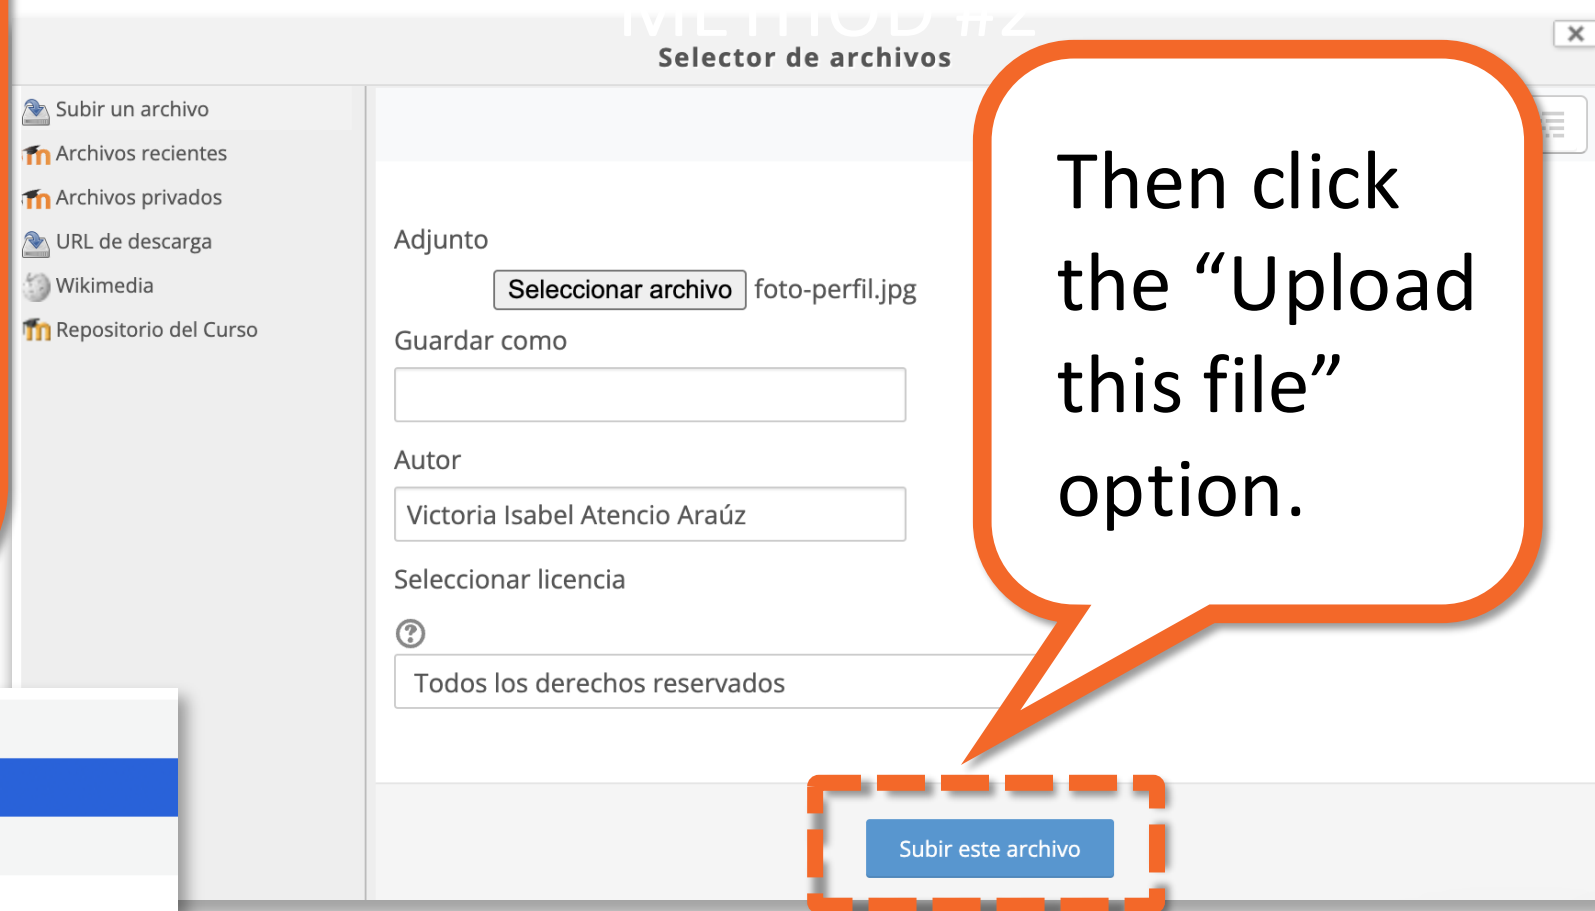 METHOD #2
Selector de archivos
Subir un archivo
Archivos recientes
Archivos privados
URL de descarga
Wikimedia
Repositorio del Curso
Adjunto
Seleccionar archivo foto-perfil.jpg
Guardar como
Autor
Victoria Isabel Atencio Araúz
Seleccionar licencia
?
Todos los derechos reservados
Subir este archivo
Then click
the “Upload
this file”
option.